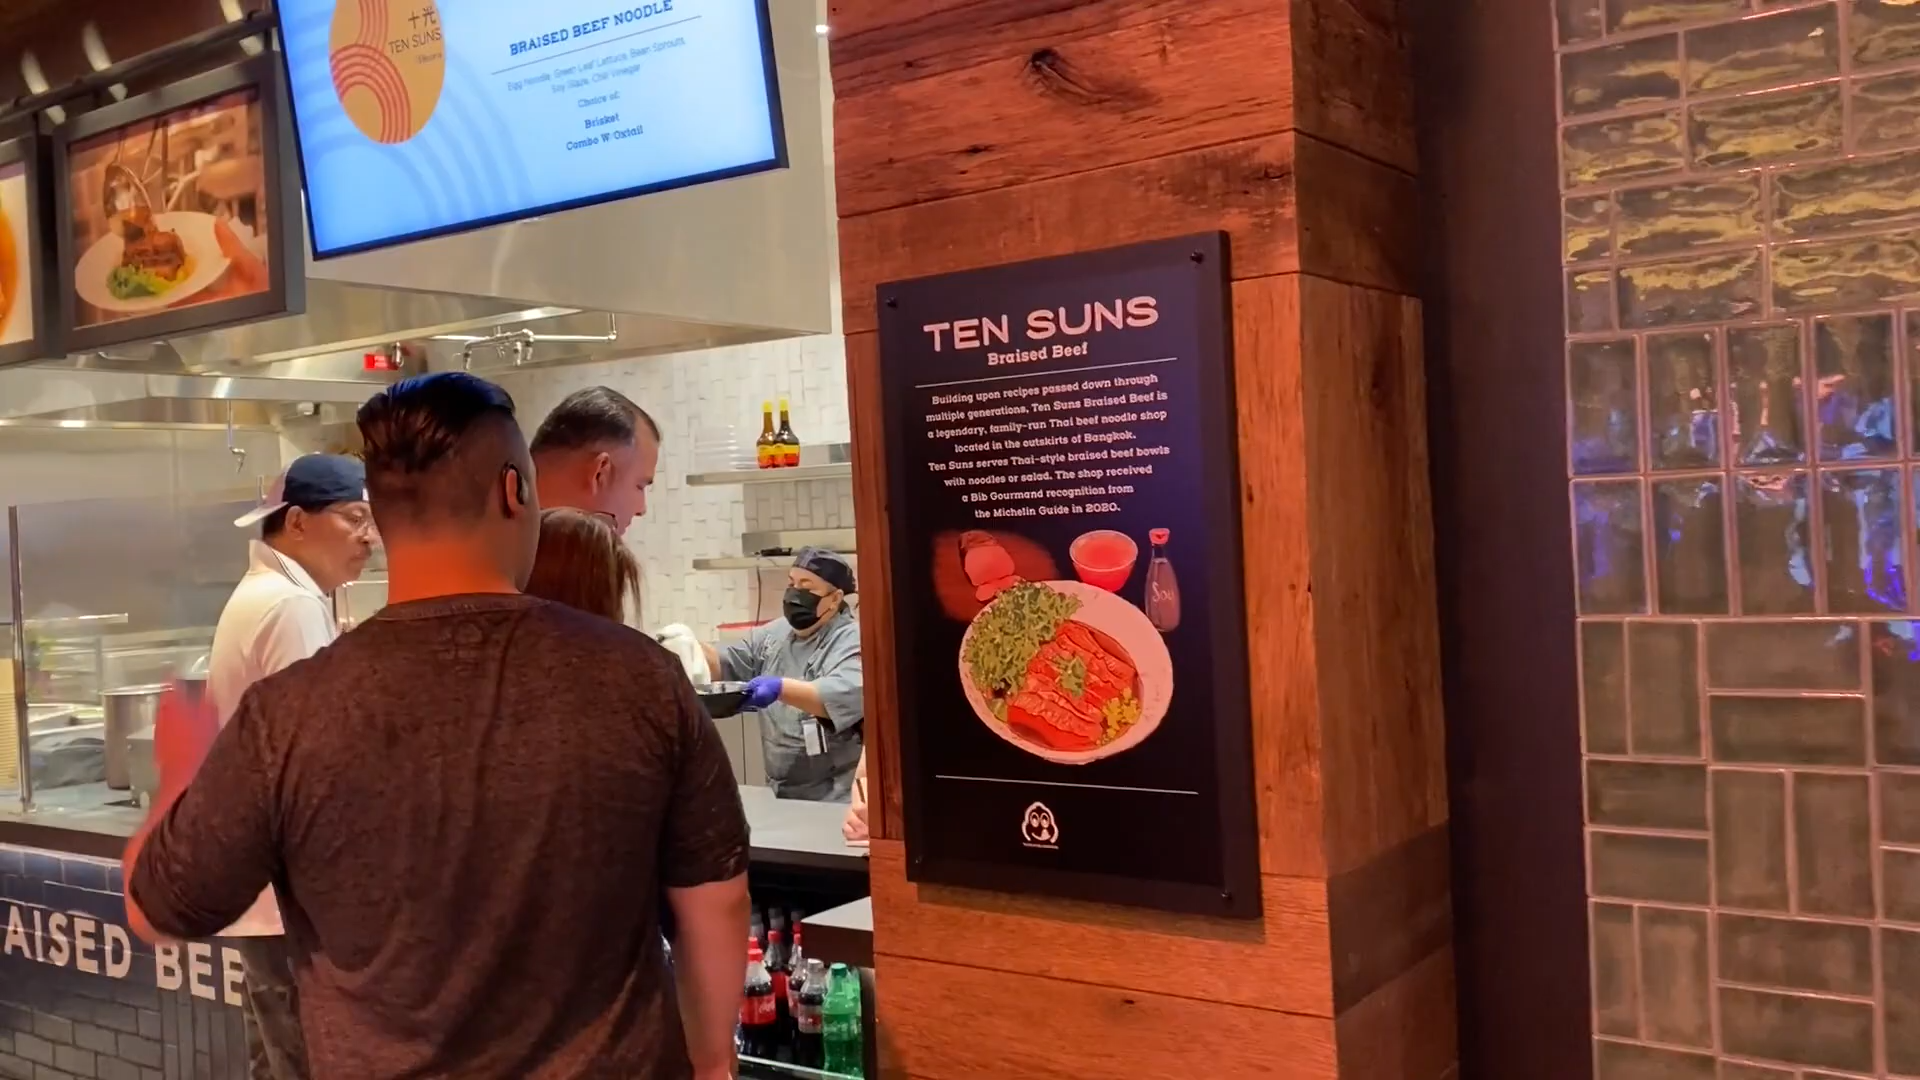 十光
TEN SUNS
BRAISED BEEF NOODLE
Egg Noodle, Green Leaf Lettuce, Bean Sprouts,
Soy Glaze, Chili Vinegar
Choice of:
Brisket
Combo W/Oxtail
TEN SUNS
Braised Beef
Building upon recipes passed down through
multiple generations, Ten Suns Braised Beef is
a legendary, family-run Thai beef noodle shop
located in the outskirts of Bangkok.
Ten Suns serves Thai-style braised beef bowls
with noodles or salad. The shop received
a Bib Gourmand recognition from
the Michelin Guide in 2020.
Soy
AISED BEE